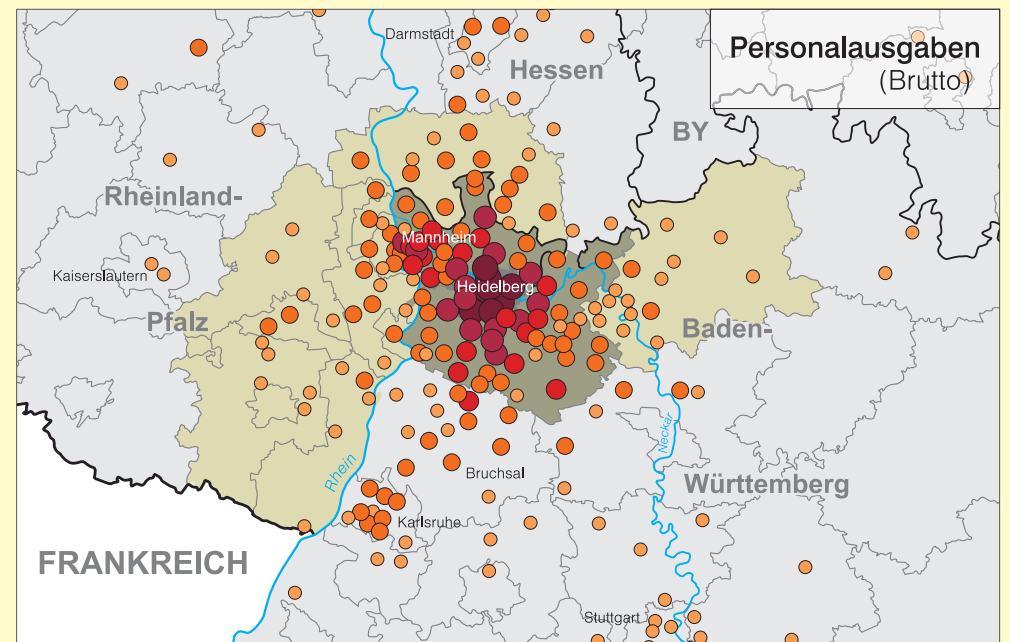 Personalausgaben
(Brutto)
Darmstadt
Hessen
BY
Rheinland-
Mannheim
Kaiserslautern
Heidelberg
Pfalz
Baden-
Neckar
Rhein
Bruchsal
Württemberg
Karlsruhe
FRANKREICH
Stuttgart